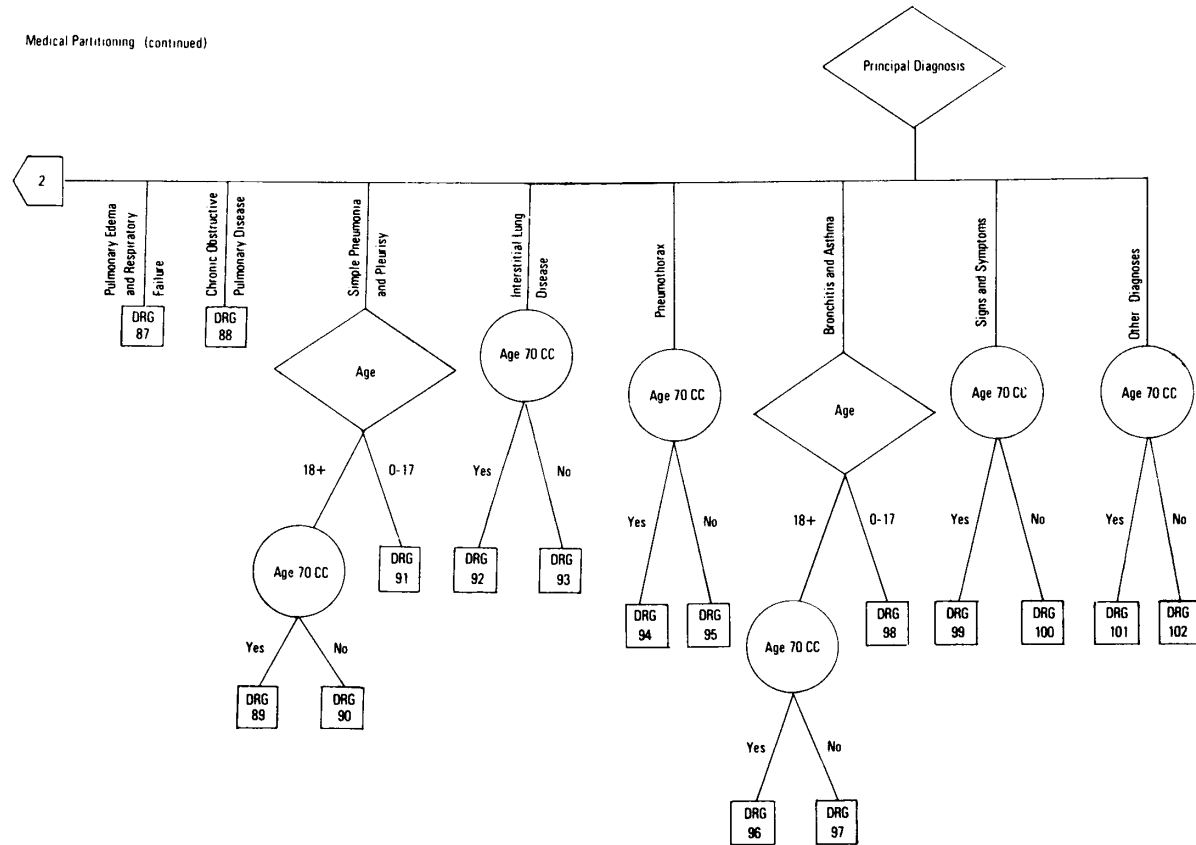 Medical Partitioning (continued)
Principal Diagnosis
2
Pulmonary Edema
and Respiratory
Failure
DRG
87
Chronic Obstructive
Pulmonary Disease
DRG
88
Simple Pneumonia
and Pleurisy
Age
18+
0-17
Age 70 CC
DRG
91
Yes
No
DRG
89
DRG
90
Interstitial Lung
Disease
Age 70 CC
Yes
No
DRG
92
DRG
93
Pneumothorax
Age 70 CC
Yes
No
DRG
94
DRG
95
Bronchitis and Asthma
Age
18+
0-17
Age 70 CC
DRG
98
Yes
No
DRG
96
DRG
97
Signs and Symptoms
Age 70 CC
Yes
No
DRG
99
DRG
100
Other Diagnoses
Age 70 CC
Yes
No
DRG
101
DRG
102